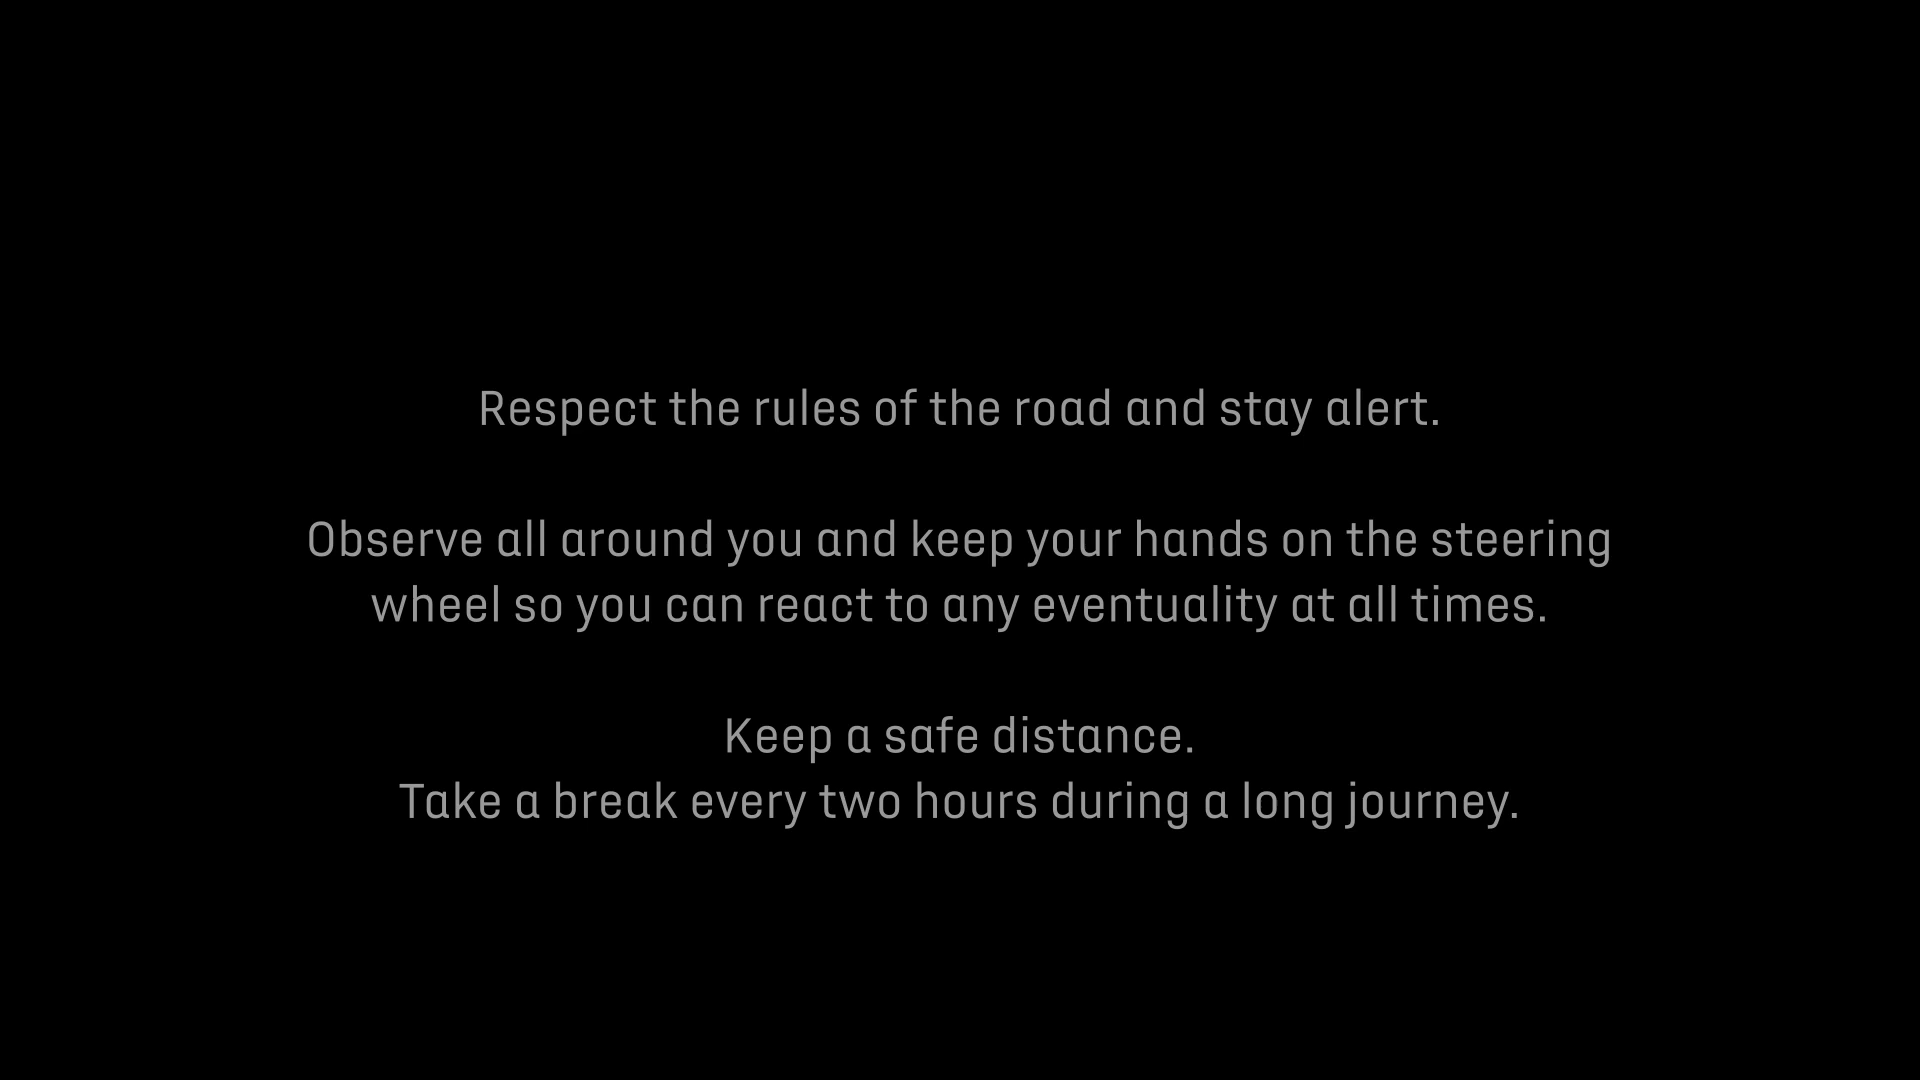 Respect the rules of the road and stay alert.
Observe all around you and keep your hands on the steering
wheel so you can react to any eventuality at all times.
Keep a safe distance.
Take a break every two hours during a long journey.